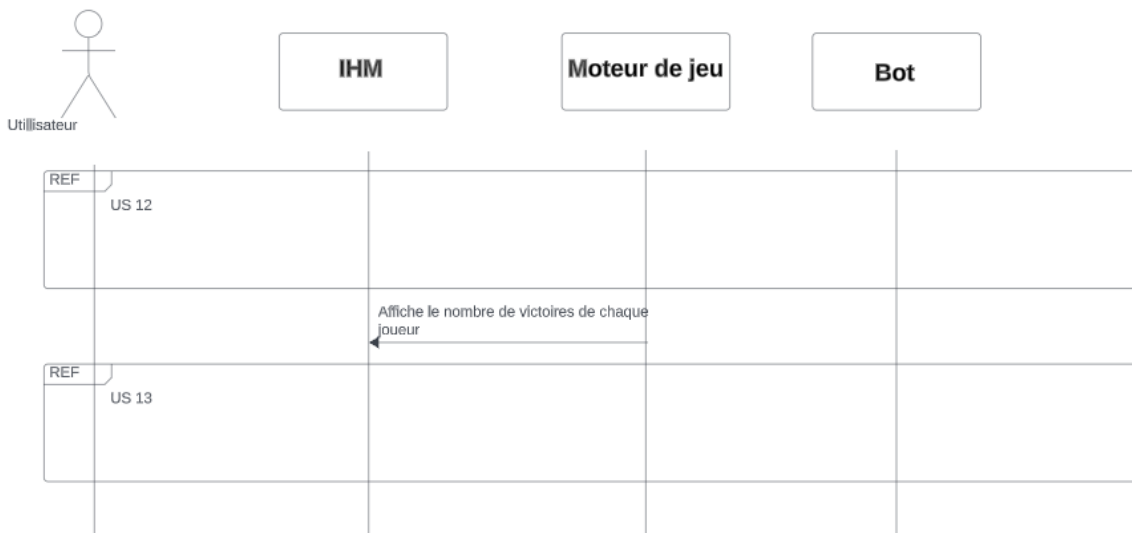 IHM
Moteur de jeu
Bot
Utillisateur
REF
US 12
Affiche le nombre de victoires de chaque
joueur
REF
US 13